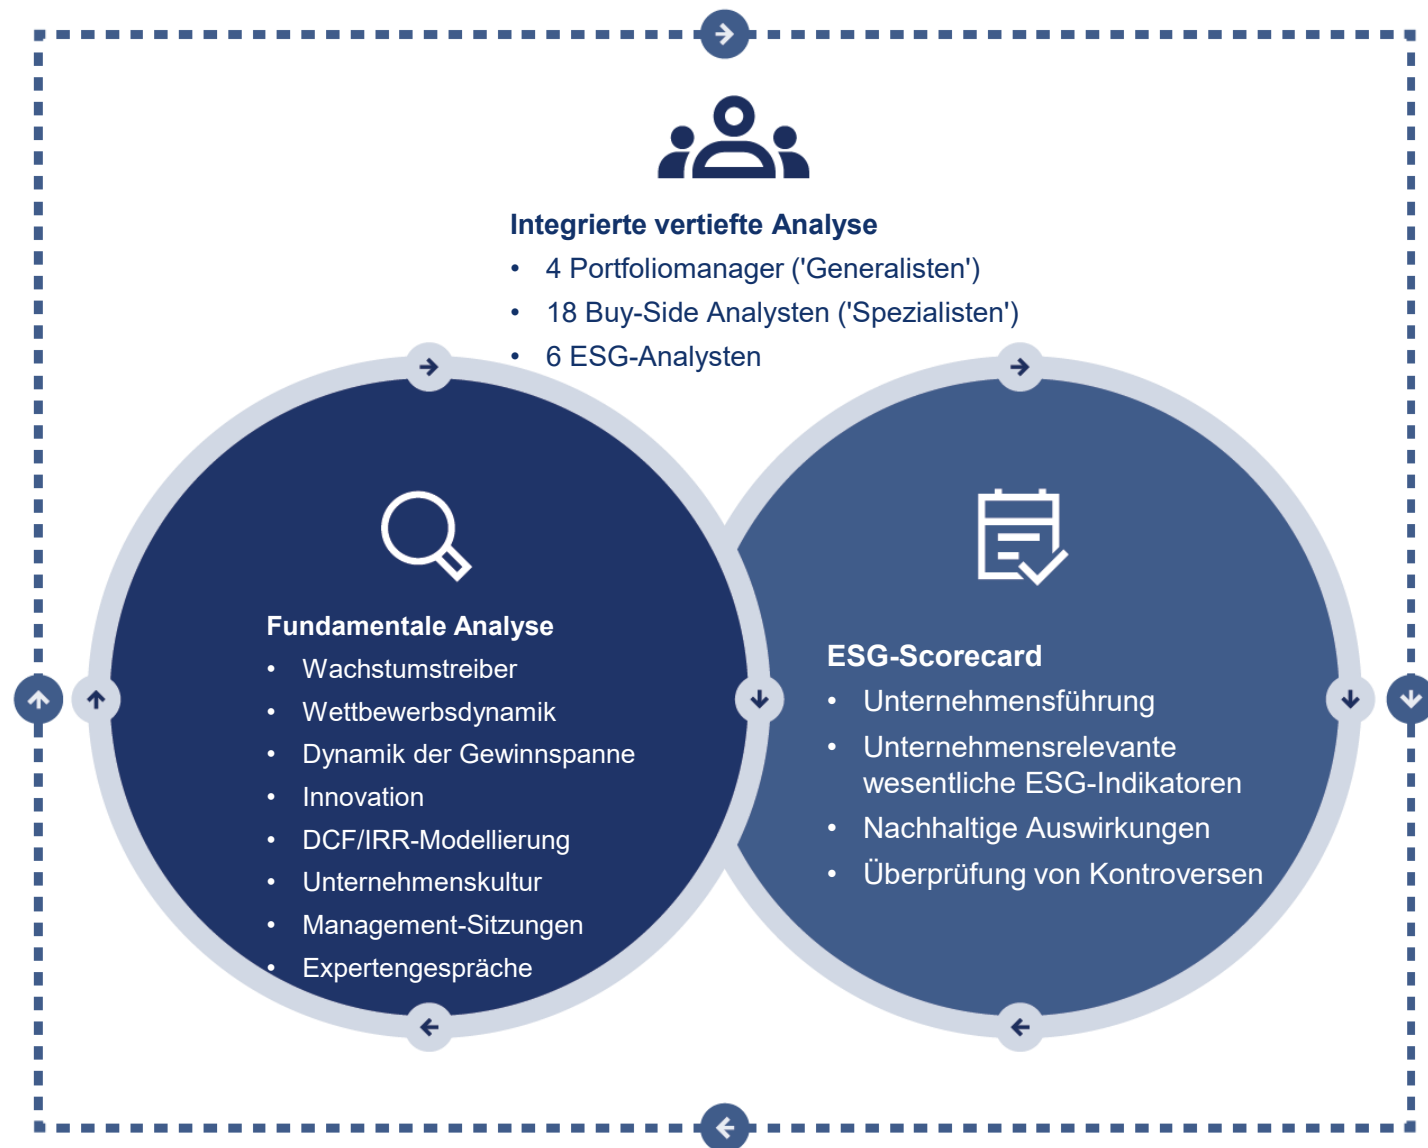 Integrierte vertiefte Analyse
• 4 Portfoliomanager ('Generalisten')
• 18 Buy-Side Analysten ('Spezialisten')
• 6 ESG-Analysten
Fundamentale Analyse
• Wachstumstreiber
• Wettbewerbsdynamik
• Dynamik der Gewinnspanne
• Innovation
• DCF/IRR-Modellierung
• Unternehmenskultur
• Management-Sitzungen
• Expertengespräche
ESG-Scorecard
• Unternehmensführung
• Unternehmensrelevante
wesentliche ESG-Indikatoren
• Nachhaltige Auswirkungen
• Überprüfung von Kontroversen